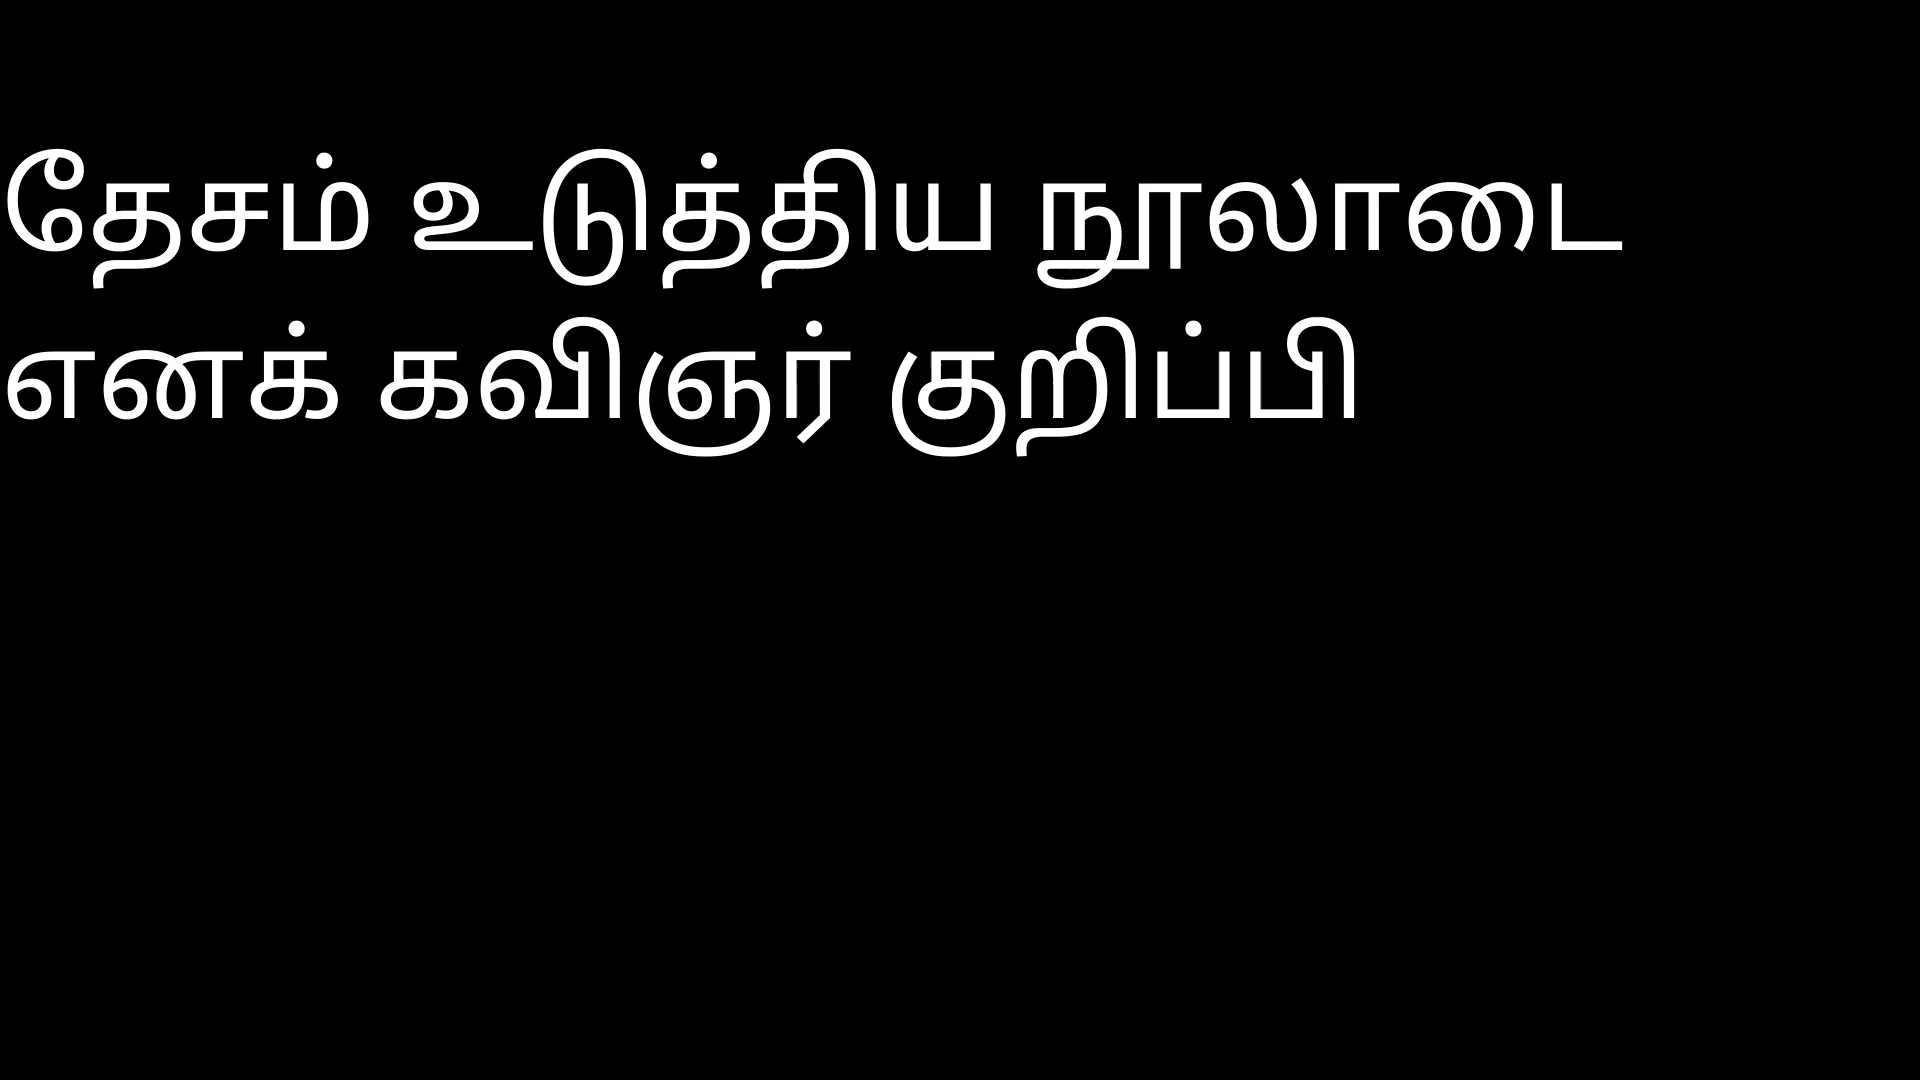 தேசம் உடுத்திய நூலாடை
எனக் கவிஞர் குறிப்பி